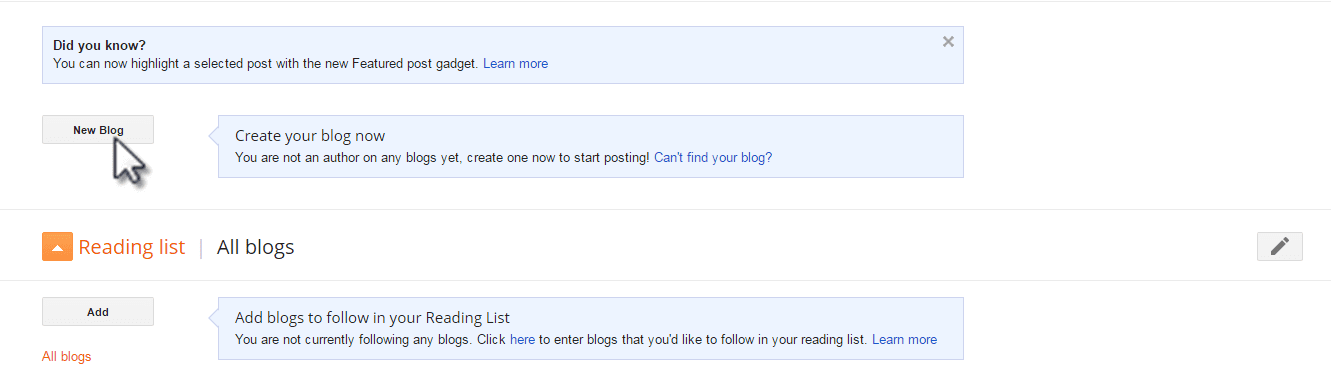 Did you know?
You can now highlight a selected post with the new Featured post gadget. Learn more
New Blog
Create your blog now
You are not an author on any blogs yet, create one now to start posting! Can't find your blog?
Reading list | All blogs
Add
Add blogs to follow in your Reading List
You are not currently following any blogs. Click here to enter blogs that you'd like to follow in your reading list. Learn more
All blogs